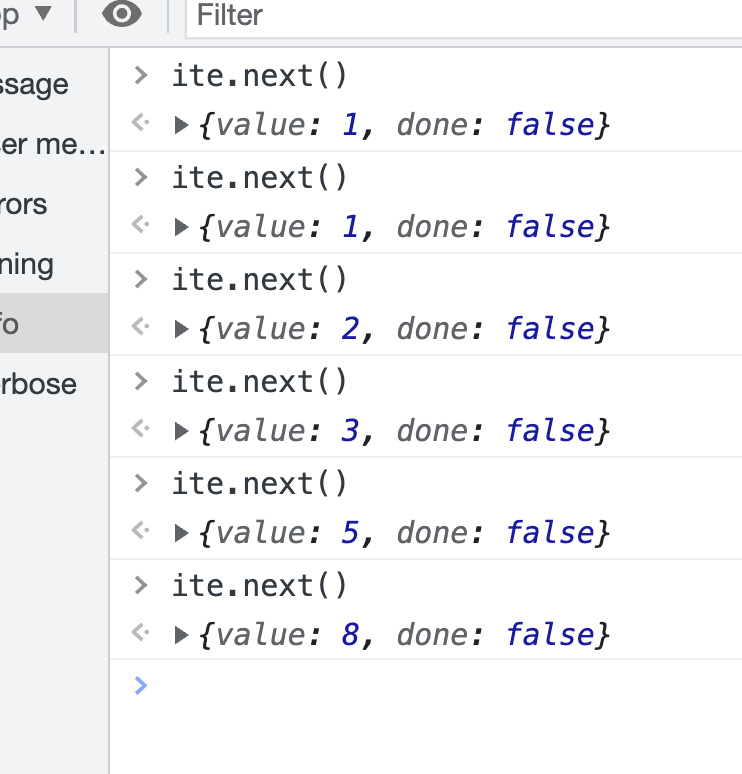 op ▼ Filter
ssage
ser me...
rors
ning
fo
rbose
> ite.next()
{value: 1, done: false}
> ite.next()
{value: 1, done: false}
> ite.next()
{value: 2, done: false}
> ite.next()
{value: 3, done: false}
> ite.next()
{value: 5, done: false}
> ite.next()
{value: 8, done: false}
>